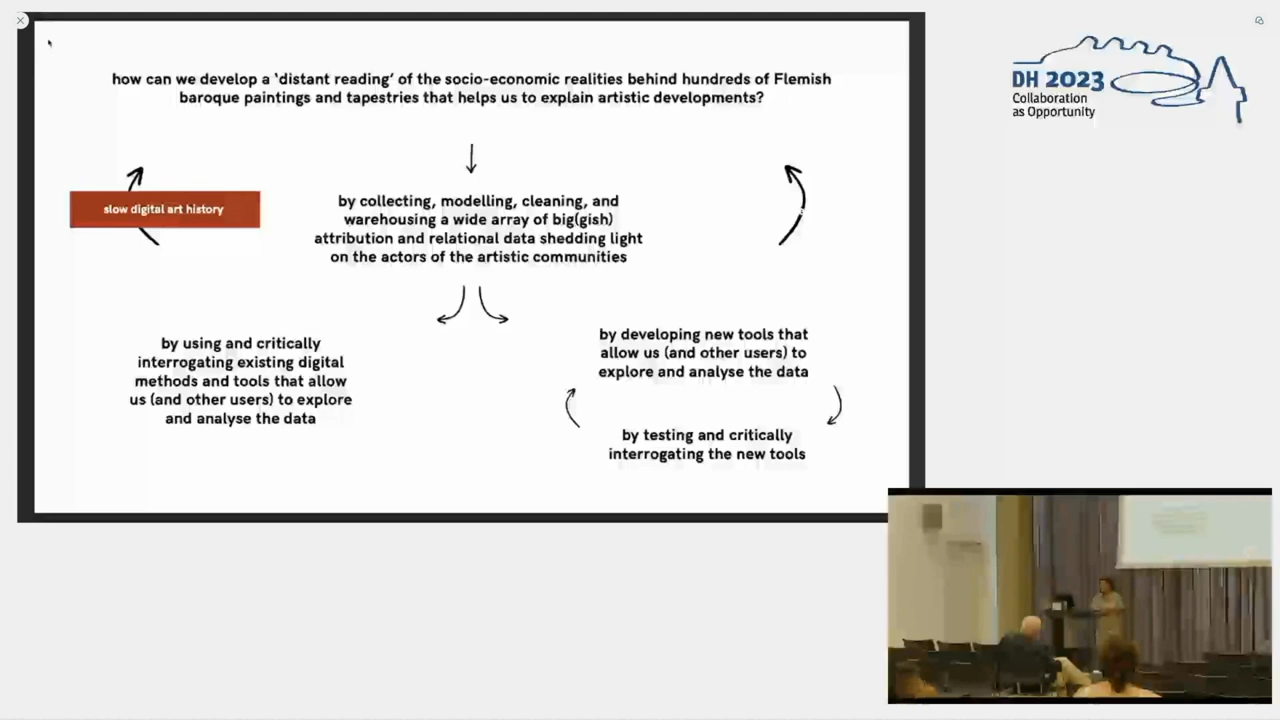 how can we develop a ‘distant reading’ of the socio-economic realities behind hundreds of Flemish
baroque paintings and tapestries that helps us to explain artistic developments?
slow digital art history
by collecting, modelling, cleaning, and
warehousing a wide array of big(gish)
attribution and relational data shedding light
on the actors of the artistic communities
by using and critically
interrogating existing digital
methods and tools that allow
us (and other users) to explore
and analyse the data
by developing new tools that
allow us (and other users) to
explore and analyse the data
by testing and critically
interrogating the new tools
DH 2023
Collaboration
as Opportunity